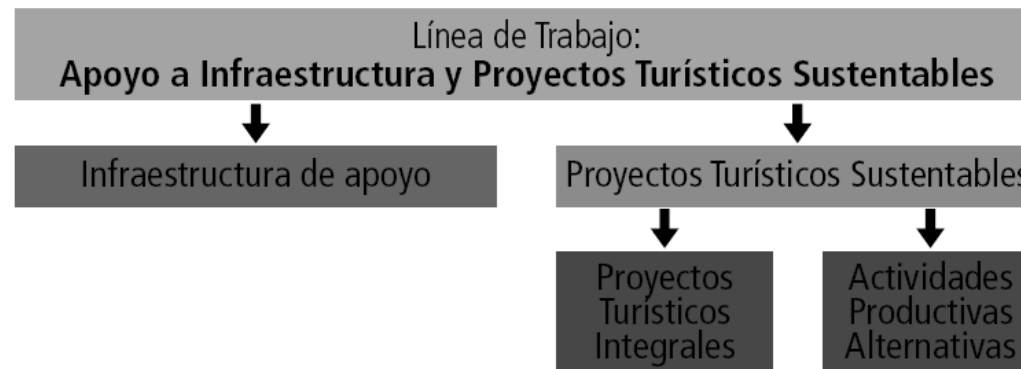 Línea de Trabajo:
Apoyo a Infraestructura y Proyectos Turísticos Sustentables
Infraestructura de apoyo
Proyectos Turísticos Sustentables
Proyectos
Turísticos
Integrales
Actividades
Productivas
Alternativas